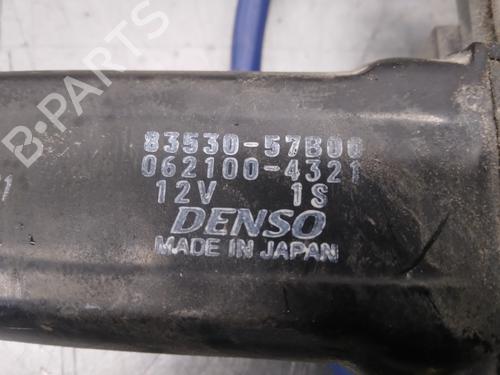 83530-57B00
062100-4321
12V 1S
DENSO
MADE IN JAPAN
B-PARTS